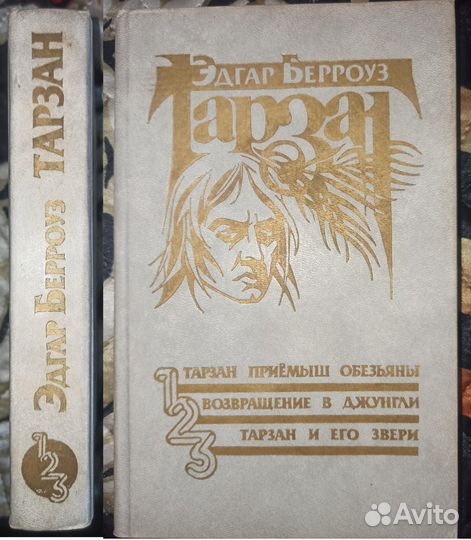 ЭДГАР БЕРРОУЗ ТАРЗАН
1 2 3
ЭДГАР БЕРРОУЗ
Тарзан
1 ТАРЗАН ПРИЁМЫШ ОБЕЗЬЯНЫ
2 ВОЗВРАЩЕНИЕ В ДЖУНГЛИ
3 ТАРЗАН И ЕГО ЗВЕРИ
Avito